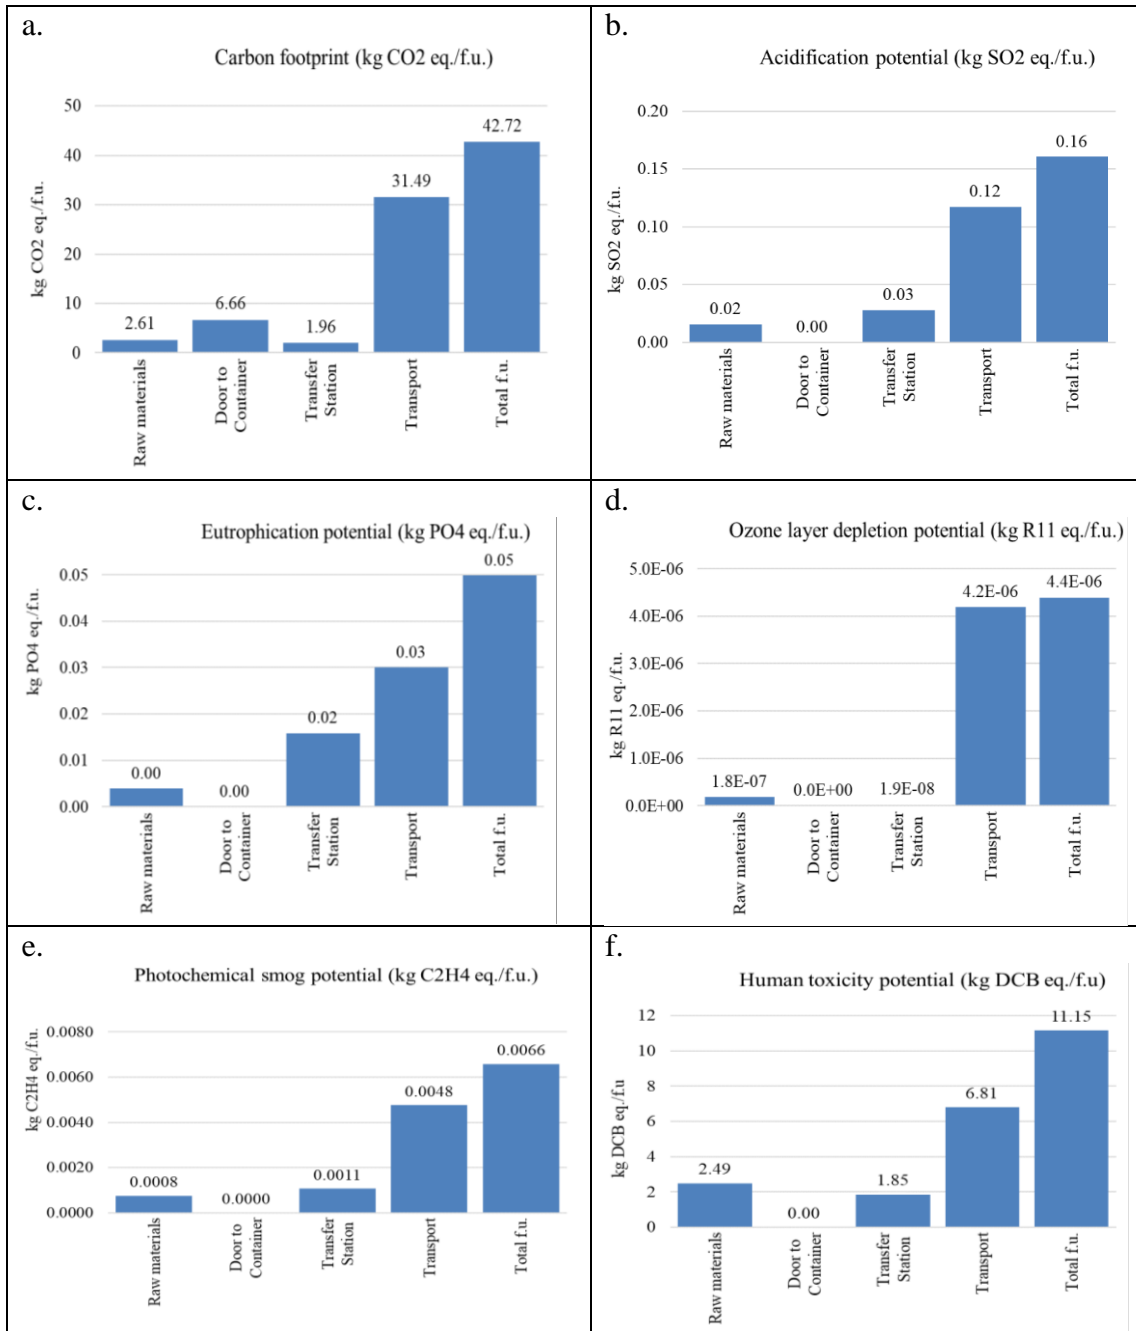 a.
Carbon footprint (kg CO2 eq./f.u.)
kg CO2 eq./f.u.
50
40
30
20
10
0
2.61
6.66
1.96
31.49
42.72
Raw materials
Door to
Container
Transfer
Station
Transport
Total f.u.
b.
Acidification potential (kg SO2 eq./f.u.)
kg SO2 eq./f.u.
0.20
0.15
0.10
0.05
0.00
0.02
0.00
0.03
0.12
0.16
Raw materials
Door to
Container
Transfer
Station
Transport
Total f.u.
c.
Eutrophication potential (kg PO4 eq./f.u.)
kg PO4 eq./f.u.
0.05
0.04
0.03
0.02
0.01
0.00
0.00
0.00
0.02
0.03
0.05
Raw materials
Door to
Container
Transfer
Station
Transport
Total f.u.
d.
Ozone layer depletion potential (kg R11 eq./f.u.)
kg R11 eq./f.u.
5.0E-06
4.0E-06
3.0E-06
2.0E-06
1.0E-06
0.0E+00
1.8E-07
0.0E+00
1.9E-08
4.2E-06
4.4E-06
Raw materials
Door to
Container
Transfer
Station
Transport
Total f.u.
e.
Photochemical smog potential (kg C2H4 eq./f.u.)
kg C2H4 eq./f.u.
0.0080
0.0060
0.0040
0.0020
0.0000
0.0008
0.0000
0.0011
0.0048
0.0066
Raw materials
Door to
Container
Transfer
Station
Transport
Total f.u.
f.
Human toxicity potential (kg DCB eq./f.u)
kg DCB eq./f.u
12
10
8
6
4
2
0
2.49
0.00
1.85
6.81
11.15
Raw materials
Door to
Container
Transfer
Station
Transport
Total f.u.